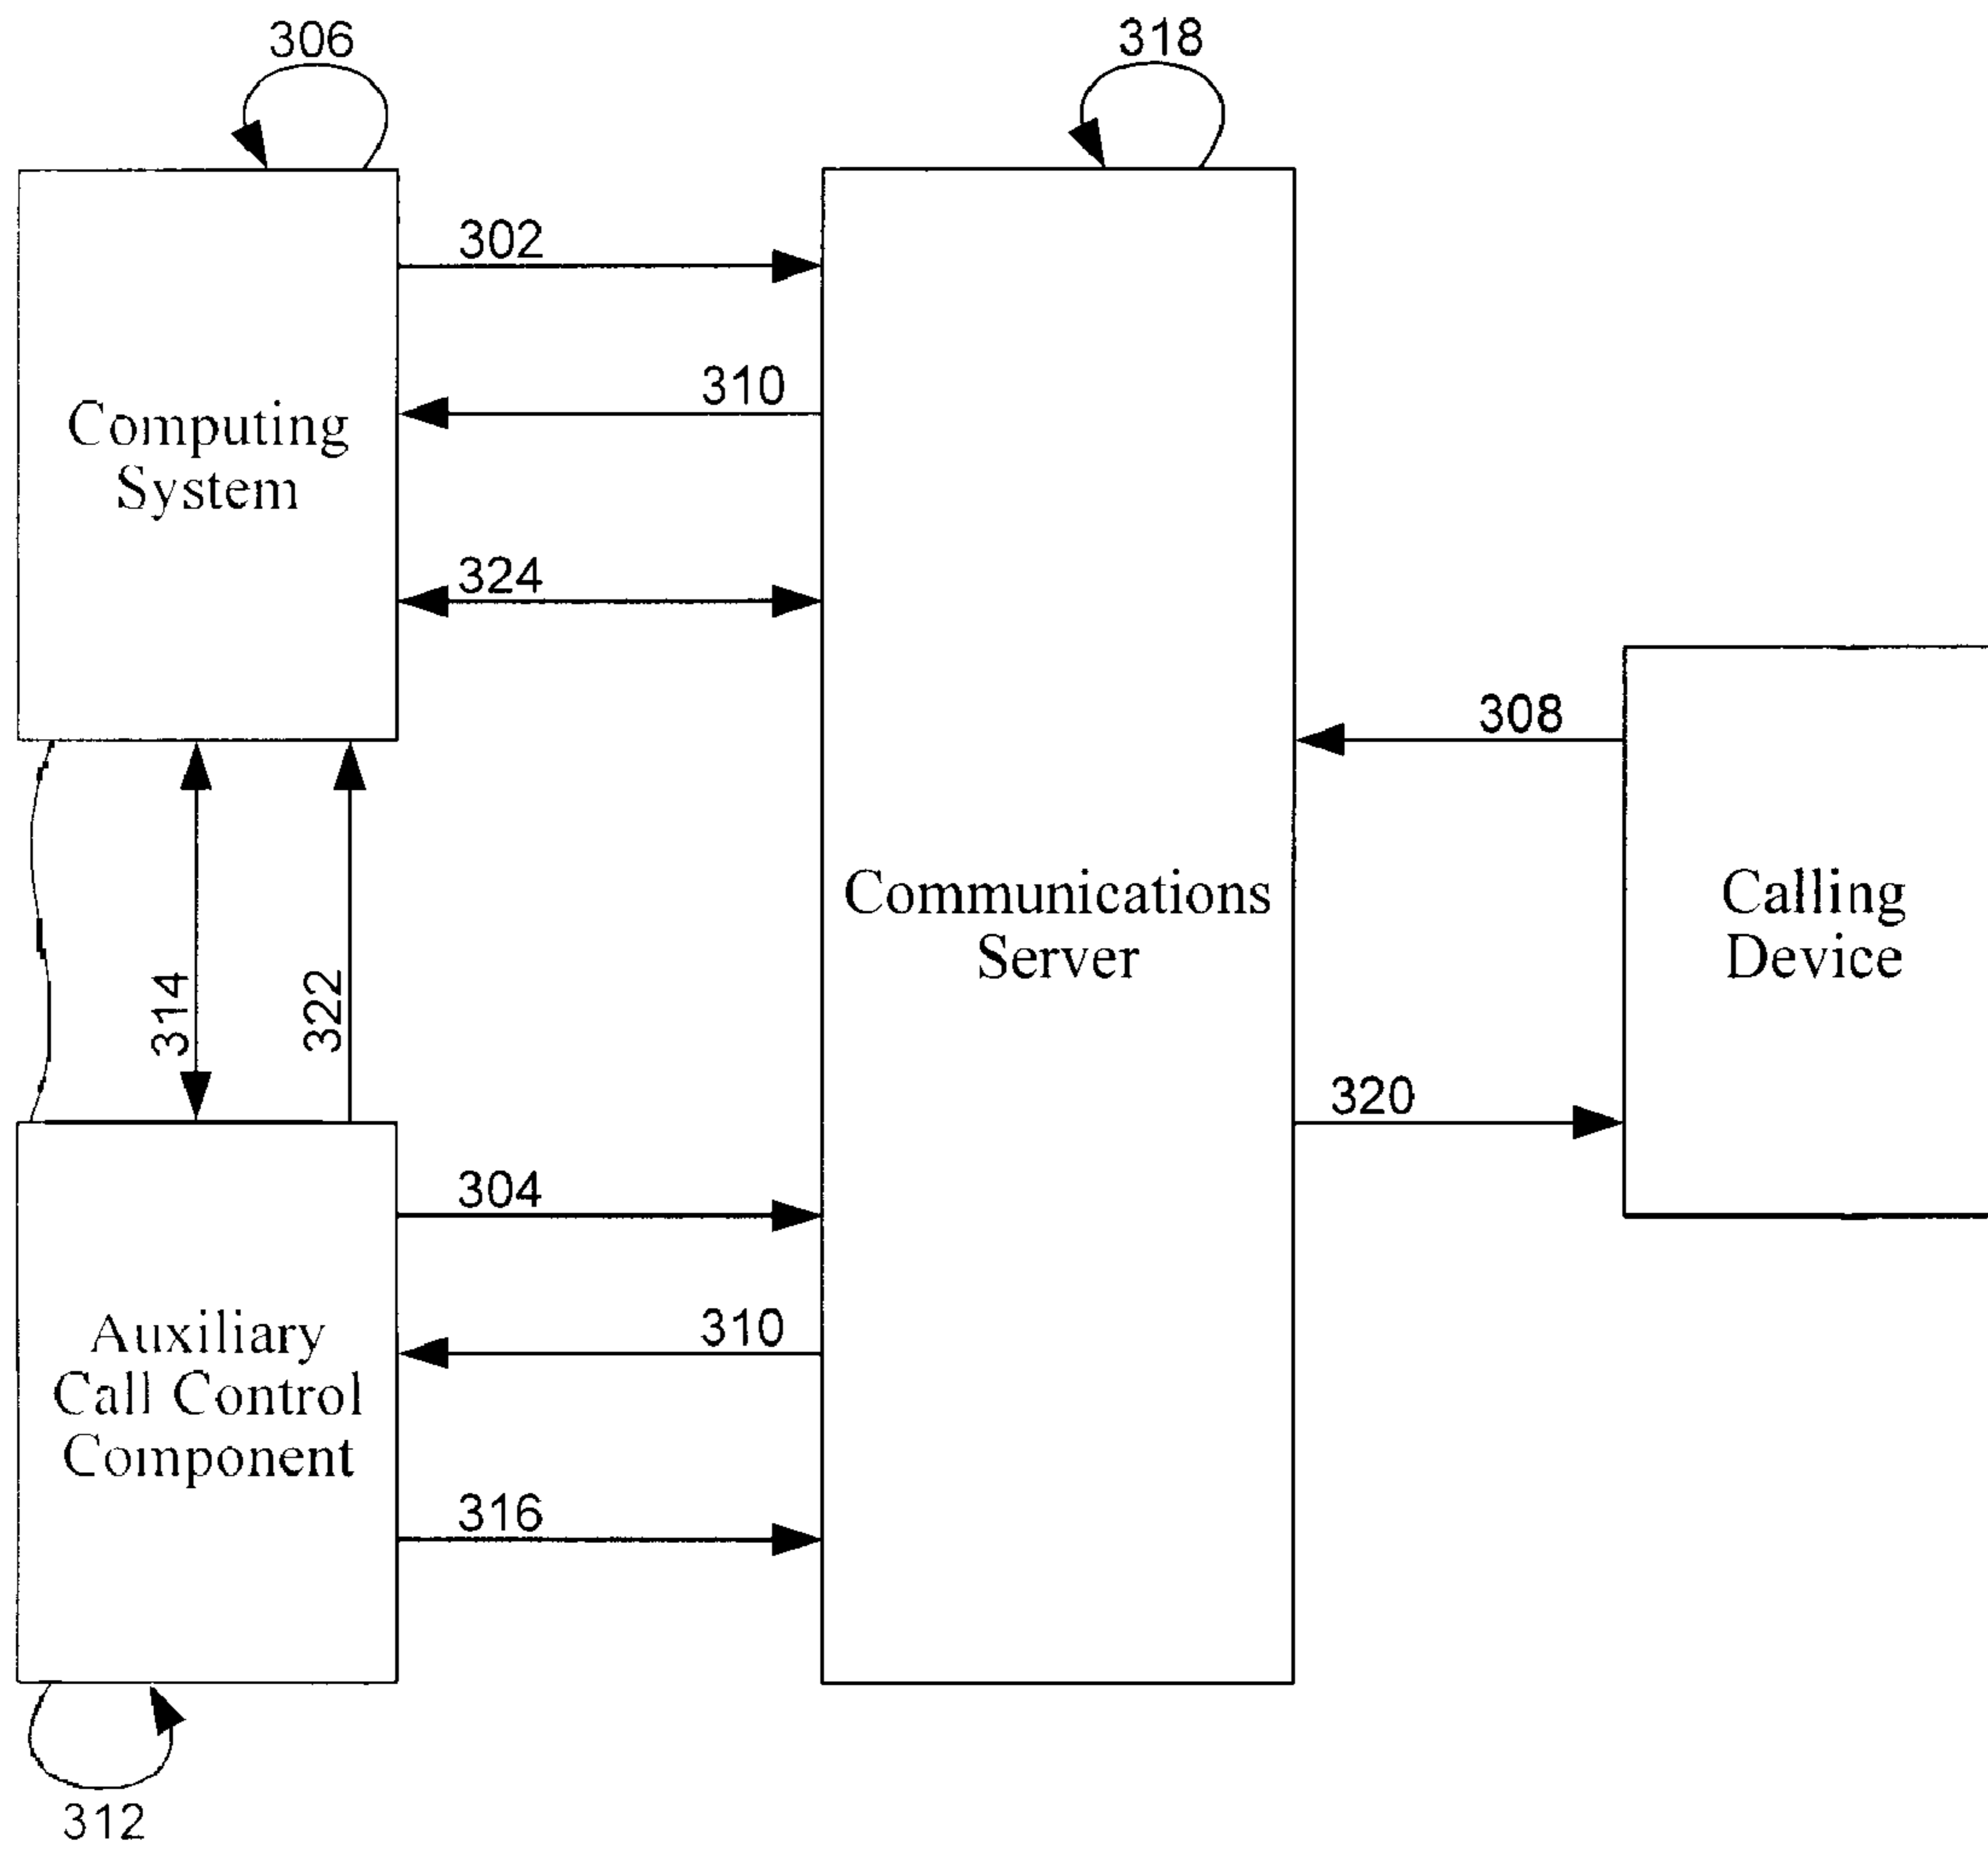 306
318
302
310
Computing
System
324
308
Communications
Server
Calling
Device
314
322
320
304
310
Auxiliary
Call Control
Component
316
312